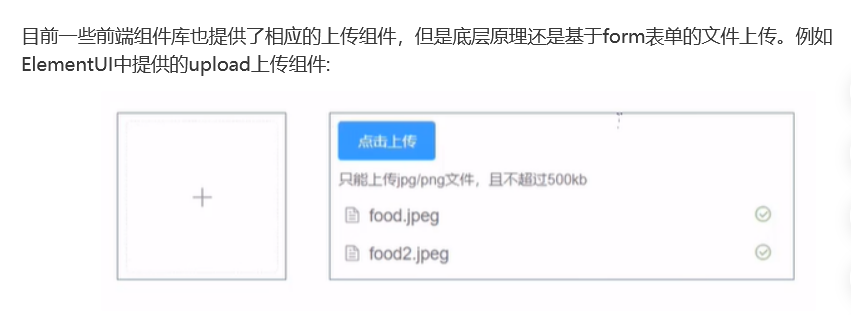 目前一些前端组件库也提供了相应的上传组件，但是底层原理还是基于form表单的文件上传。例如
ElementUI中提供的upload上传组件:
点击上传
只能上传jpg/png文件，且不超过500kb
food.jpeg
food2.jpeg